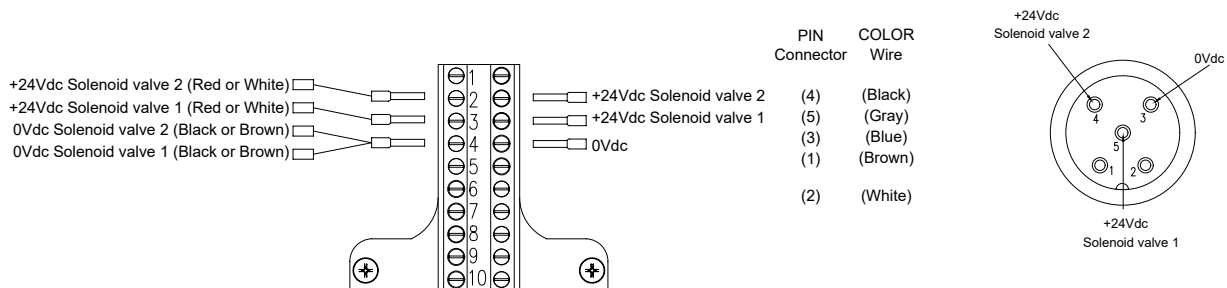 +24Vdc Solenoid valve 2 (Red or White)
+24Vdc Solenoid valve 1 (Red or White)
0Vdc Solenoid valve 2 (Black or Brown)
0Vdc Solenoid valve 1 (Black or Brown)
1
2
3
4
5
6
7
8
9
10
+24Vdc Solenoid valve 2
+24Vdc Solenoid valve 1
0Vdc
PIN COLOR
Connector Wire
(4) (Black)
(5) (Gray)
(3) (Blue)
(1) (Brown)
(2) (White)
+24Vdc
Solenoid valve 2
0Vdc
4 3
5
1 2
+24Vdc
Solenoid valve 1